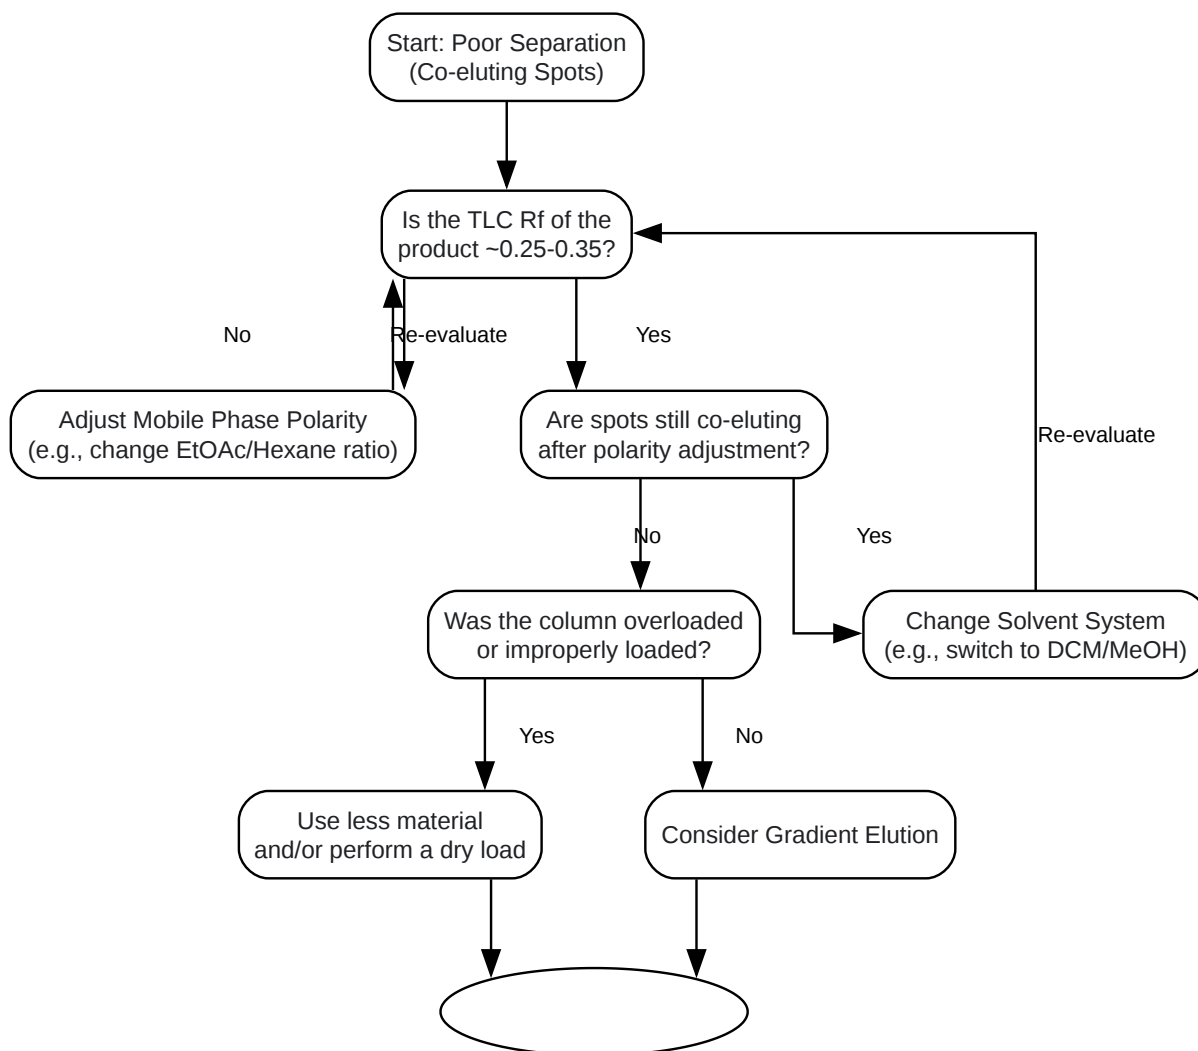 Start: Poor Separation
(Co-eluting Spots)
Is the TLC Rf of the
product ~0.25-0.35?
No
Re-evaluate
Yes
Adjust Mobile Phase Polarity
(e.g., change EtOAc/Hexane ratio)
Are spots still co-eluting
after polarity adjustment?
Re-evaluate
No
Yes
Was the column overloaded
or improperly loaded?
Change Solvent System
(e.g., switch to DCM/MeOH)
Yes
No
Use less material
and/or perform a dry load
Consider Gradient Elution